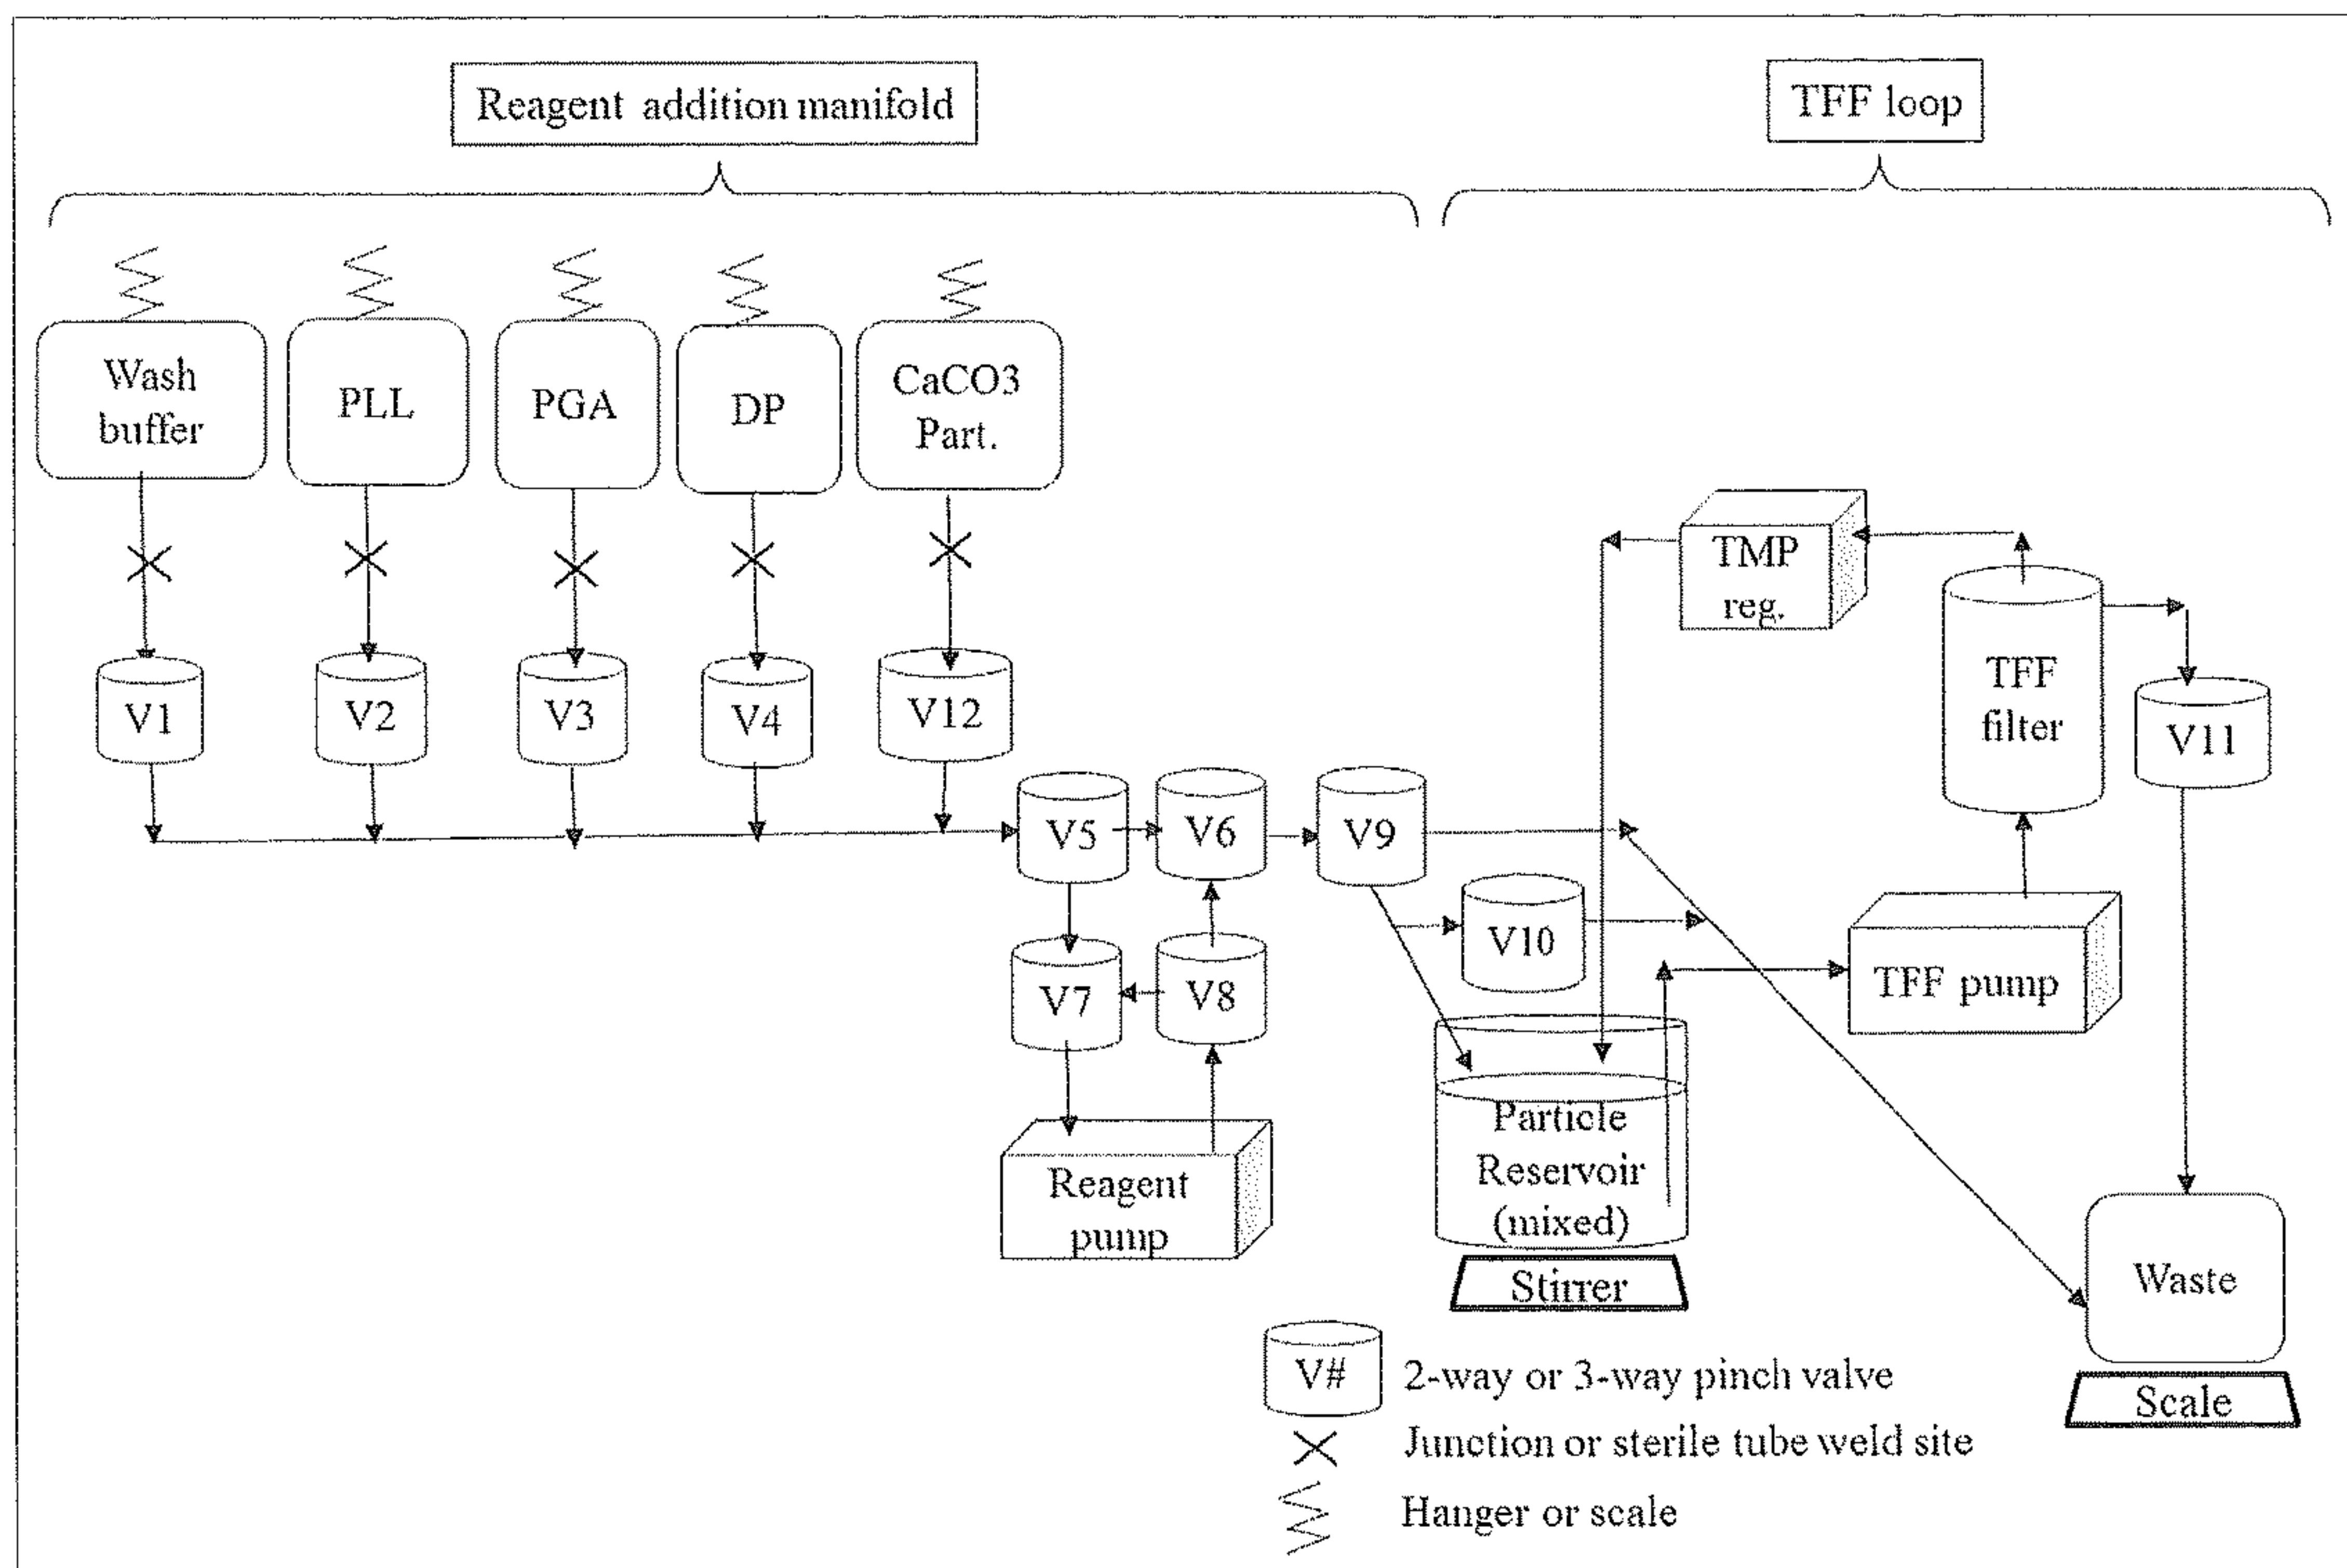 Reagent addition manifold
TFF loop
Wash
buffer
PLL
PGA
DP
CaCO3
Part.
TMP
reg.
TFF
filter
V1
V2
V3
V4
V12
V11
V5
V6
V9
V10
V7
V8
TFF pump
Reagent
pump
Particle
Reservoir
(mixed)
Stirrer
Waste
Scale
V#
2-way or 3-way pinch valve
Junction or sterile tube weld site
Hanger or scale